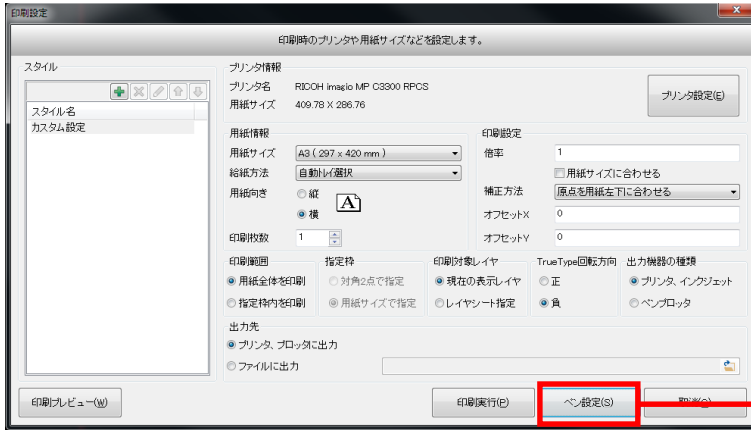 印刷設定
印刷時のプリンタや用紙サイズなどを設定します。
スタイル
スタイル名
カスタム設定
プリンタ情報
プリンタ名 RICOH imagio MP C3300 RPCS
用紙サイズ 409.78 X 286.76
プリンタ設定(E)
用紙情報
用紙サイズ A3 ( 297 x 420 mm )
給紙方法 自動トレイ選択
用紙向き 縦
横
A
印刷枚数 1
印刷設定
倍率 1
用紙サイズに合わせる
補正方法 原点を用紙左下に合わせる
オフセットX 0
オフセットY 0
印刷範囲
用紙全体を印刷
指定枠内を印刷
指定枠
対角2点で指定
用紙サイズで指定
印刷対象レイヤ
現在の表示レイヤ
レイヤシート指定
TrueType回転方向
正
負
出力機器の種類
プリンタ、インクジェット
ペンプロッタ
出力先
プリンタ、プロッタに出力
ファイルに出力
印刷プレビュー(W)
印刷実行(P)
ペン設定(S)